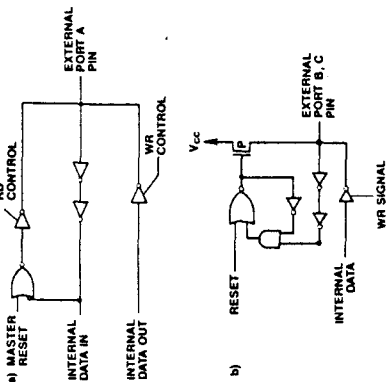 a) MASTER
RESET
RD
CONTROL
INTERNAL
DATA IN
INTERNAL
DATA OUT
EXTERNAL
PORT A
PIN
WR
CONTROL
b)
RESET
VCC
P
EXTERNAL
PORT B, C
PIN
INTERNAL
DATA
WR SIGNAL